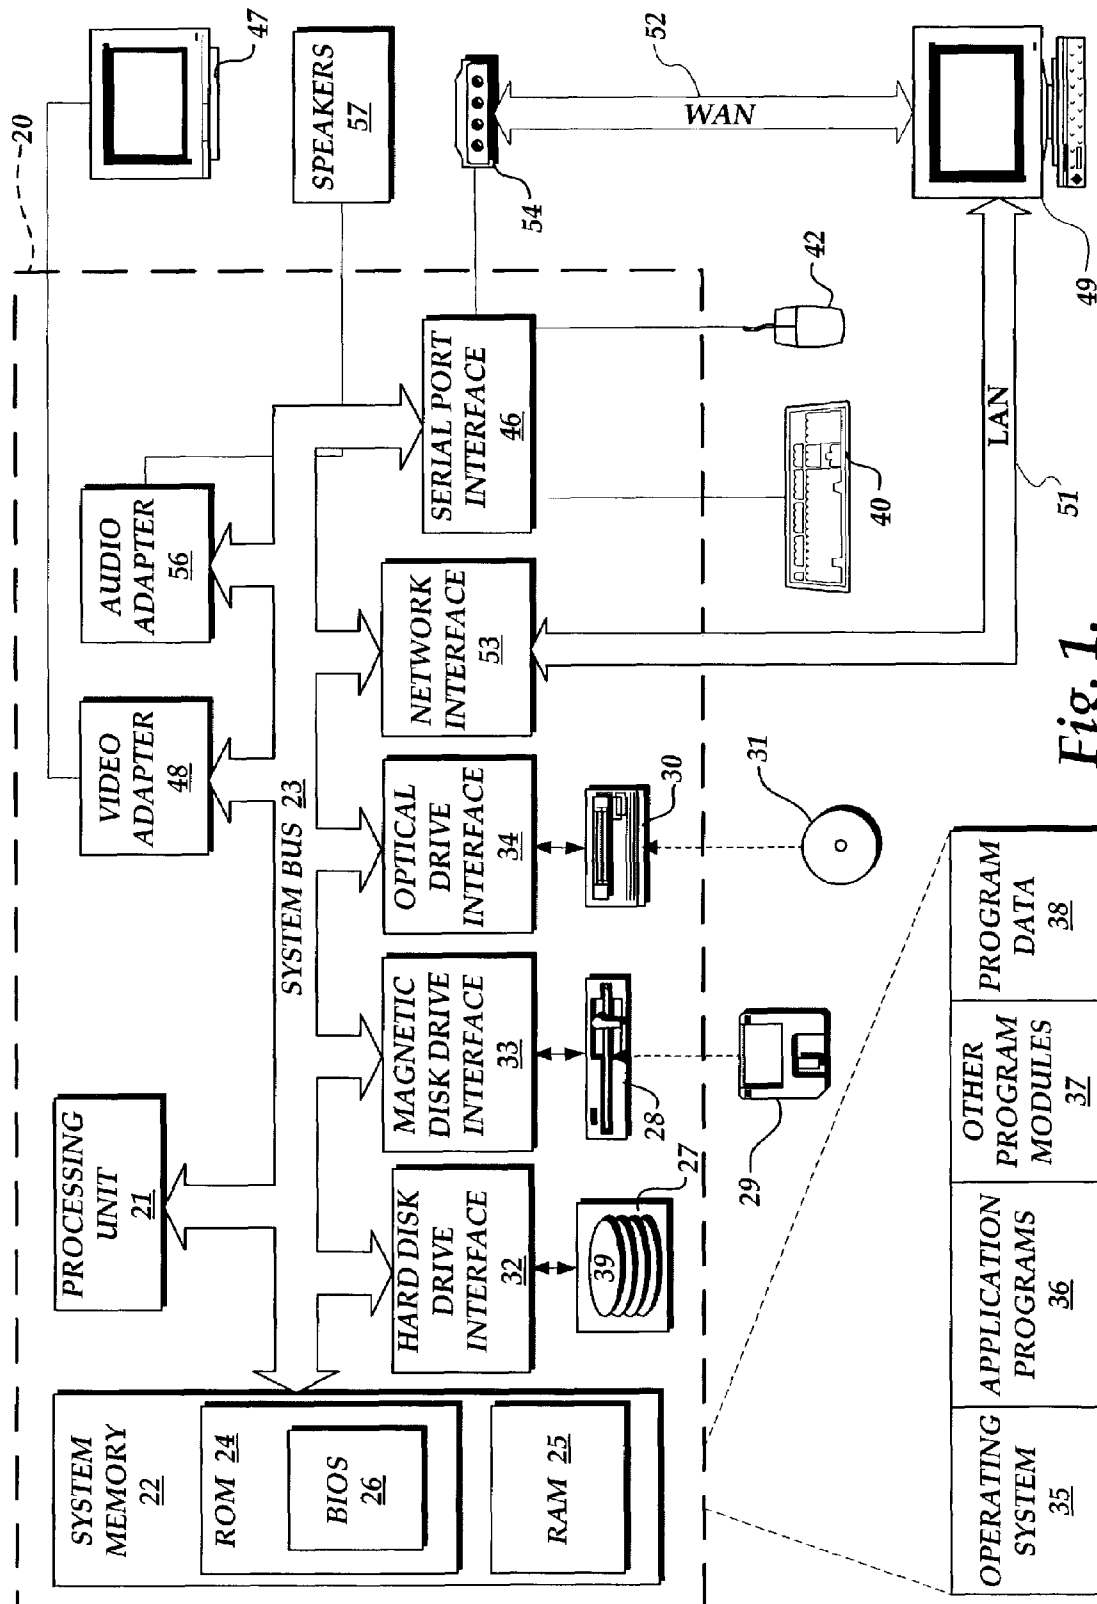 20
SYSTEM
MEMORY
22
ROM 24
BIOS
26
RAM 25
PROCESSING
UNIT
21
VIDEO
ADAPTER
48
AUDIO
ADAPTER
56
47
SPEAKERS
57
SYSTEM BUS 23
HARD DISK
DRIVE
INTERFACE
32
MAGNETIC
DISK DRIVE
INTERFACE
33
OPTICAL
DRIVE
INTERFACE
34
NETWORK
INTERFACE
53
SERIAL PORT
INTERFACE
46
54
52
WAN
39
27
28
30
29
31
40
42
LAN
51
49
OPERATING
SYSTEM
35
APPLICATION
PROGRAMS
36
OTHER
PROGRAM
MODULES
37
PROGRAM
DATA
38
Fig. 1.